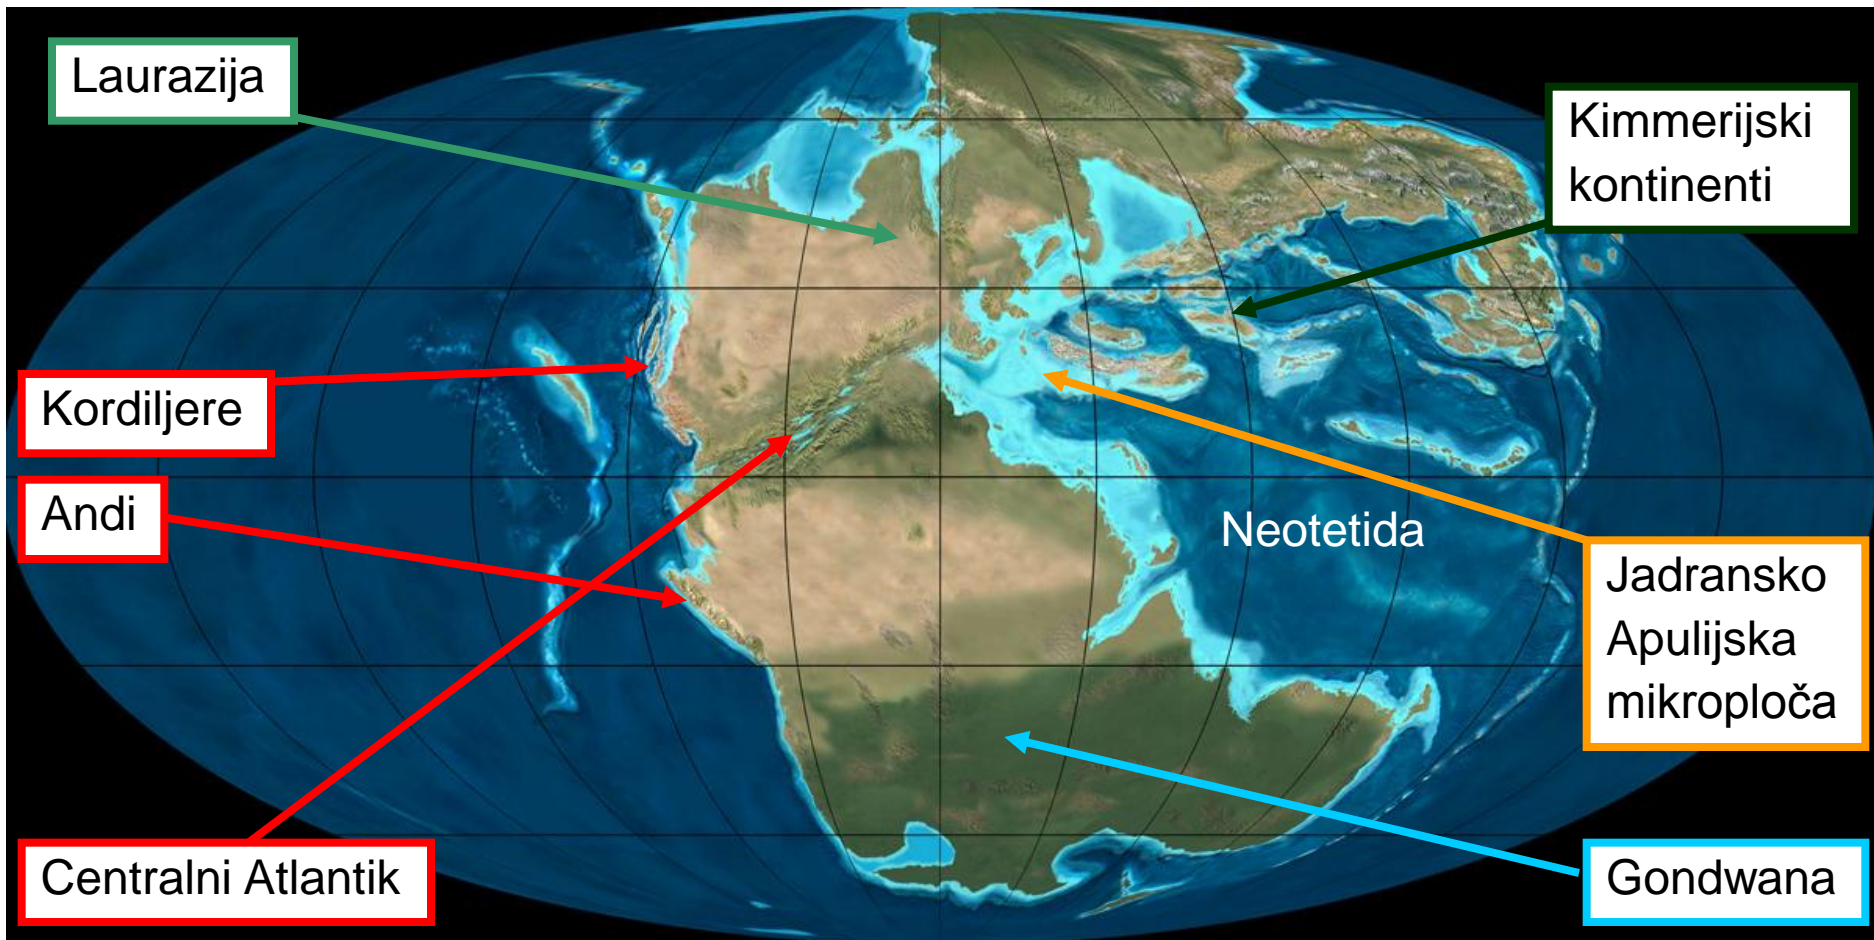 Laurazija
Kimmerijski
kontinenti
Kordiljere
Andi
Neotetida
Jadransko
Apulijska
mikroploča
Centralni Atlantik
Gondwana